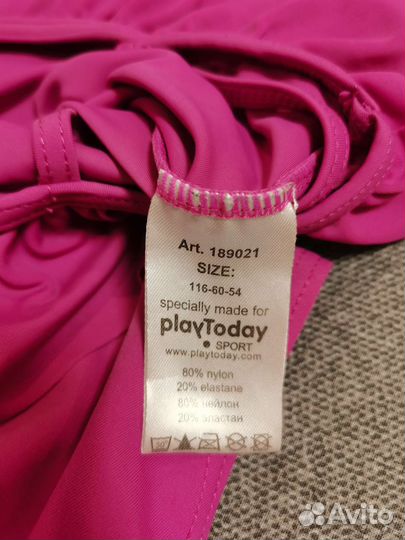 Art. 189021
SIZE:
116-60-54
specially made for
playToday
SPORT
www.playtoday.com
80% nylon
20% elastane
80% нейлон
20% эластан
30°
Avito